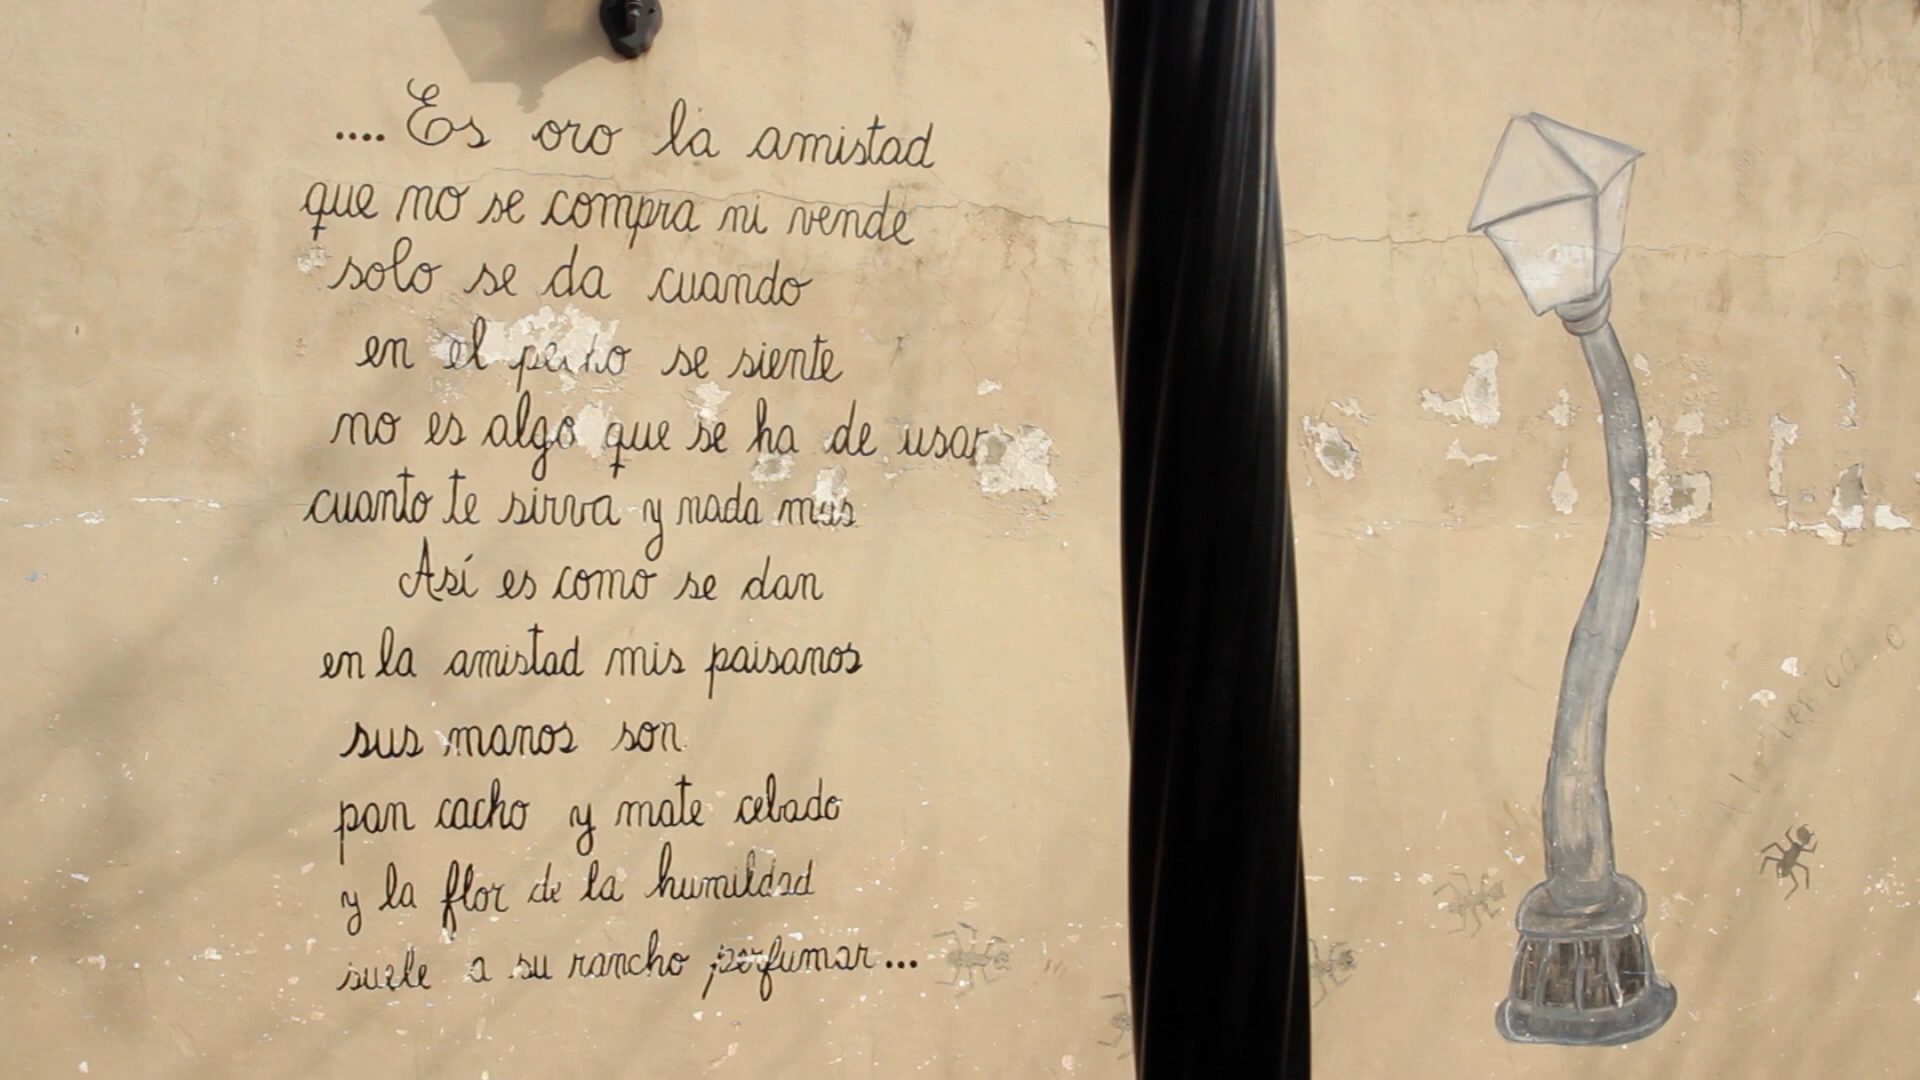 ....Es oro la amistad
que no se compra ni vende
solo se da cuando
en el pecho se siente
no es algo que se ha de usar
cuanto te sirva y nada mas
Así es como se dan
en la amistad mis paisanos
sus manos son
pan cacho y mate cebado
y la flor de la humildad
suele a su rancho perfumar...